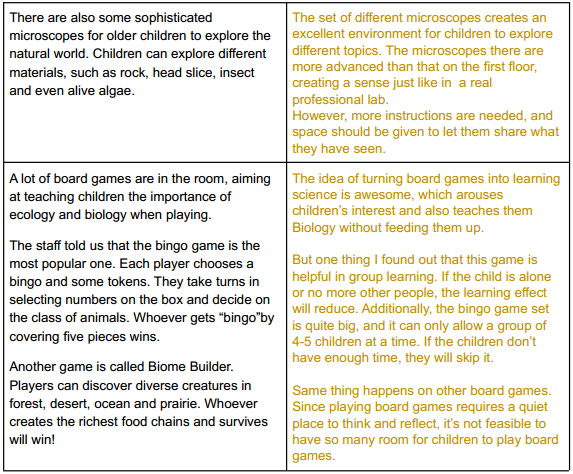 There are also some sophisticated
microscopes for older children to explore the
natural world. Children can explore different
materials, such as rock, head slice, insect
and even alive algae.
The set of different microscopes creates an
excellent environment for children to explore
different topics. The microscopes there are
more advanced than that on the first floor,
creating a sense just like in a real
professional lab.
However, more instructions are needed, and
space should be given to let them share what
they have seen.
A lot of board games are in the room, aiming
at teaching children the importance of
ecology and biology when playing.
The staff told us that the bingo game is the
most popular one. Each player chooses a
bingo and some tokens. They take turns in
selecting numbers on the box and decide on
the class of animals. Whoever gets “bingo”by
covering five pieces wins.
Another game is called Biome Builder.
Players can discover diverse creatures in
forest, desert, ocean and prairie. Whoever
creates the richest food chains and survives
will win!
The idea of turning board games into learning
science is awesome, which arouses
children’s interest and also teaches them
Biology without feeding them up.
But one thing I found out that this game is
helpful in group learning. If the child is alone
or no more other people, the learning effect
will reduce. Additionally, the bingo game set
is quite big, and it can only allow a group of
4-5 children at a time. If the children don’t
have enough time, they will skip it.
Same thing happens on other board games.
Since playing board games requires a quiet
place to think and reflect, it’s not feasible to
have so many room for children to play board
games.